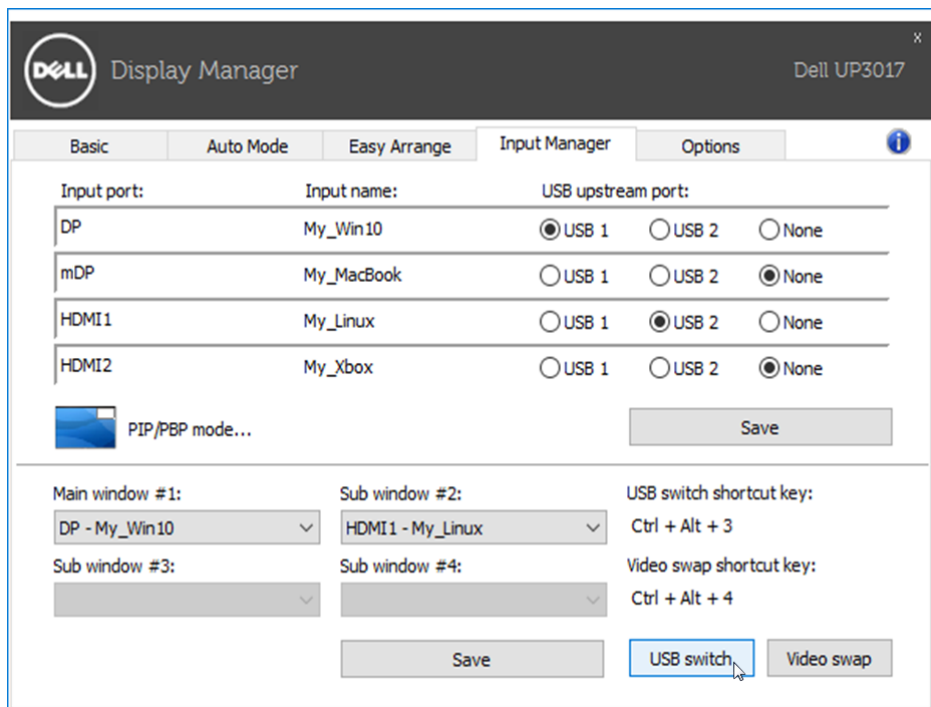 x
DELL Display Manager Dell UP3017
Basic Auto Mode Easy Arrange Input Manager Options i
Input port: Input name: USB upstream port:
DP My_Win10 USB 1 USB 2 None
mDP My_MacBook USB 1 USB 2 None
HDMI1 My_Linux USB 1 USB 2 None
HDMI2 My_Xbox USB 1 USB 2 None
PIP/PBP mode... Save
Main window #1: Sub window #2: USB switch shortcut key:
DP - My_Win10 HDMI1 - My_Linux Ctrl + Alt + 3
Sub window #3: Sub window #4: Video swap shortcut key:
Ctrl + Alt + 4
Save USB switch Video swap